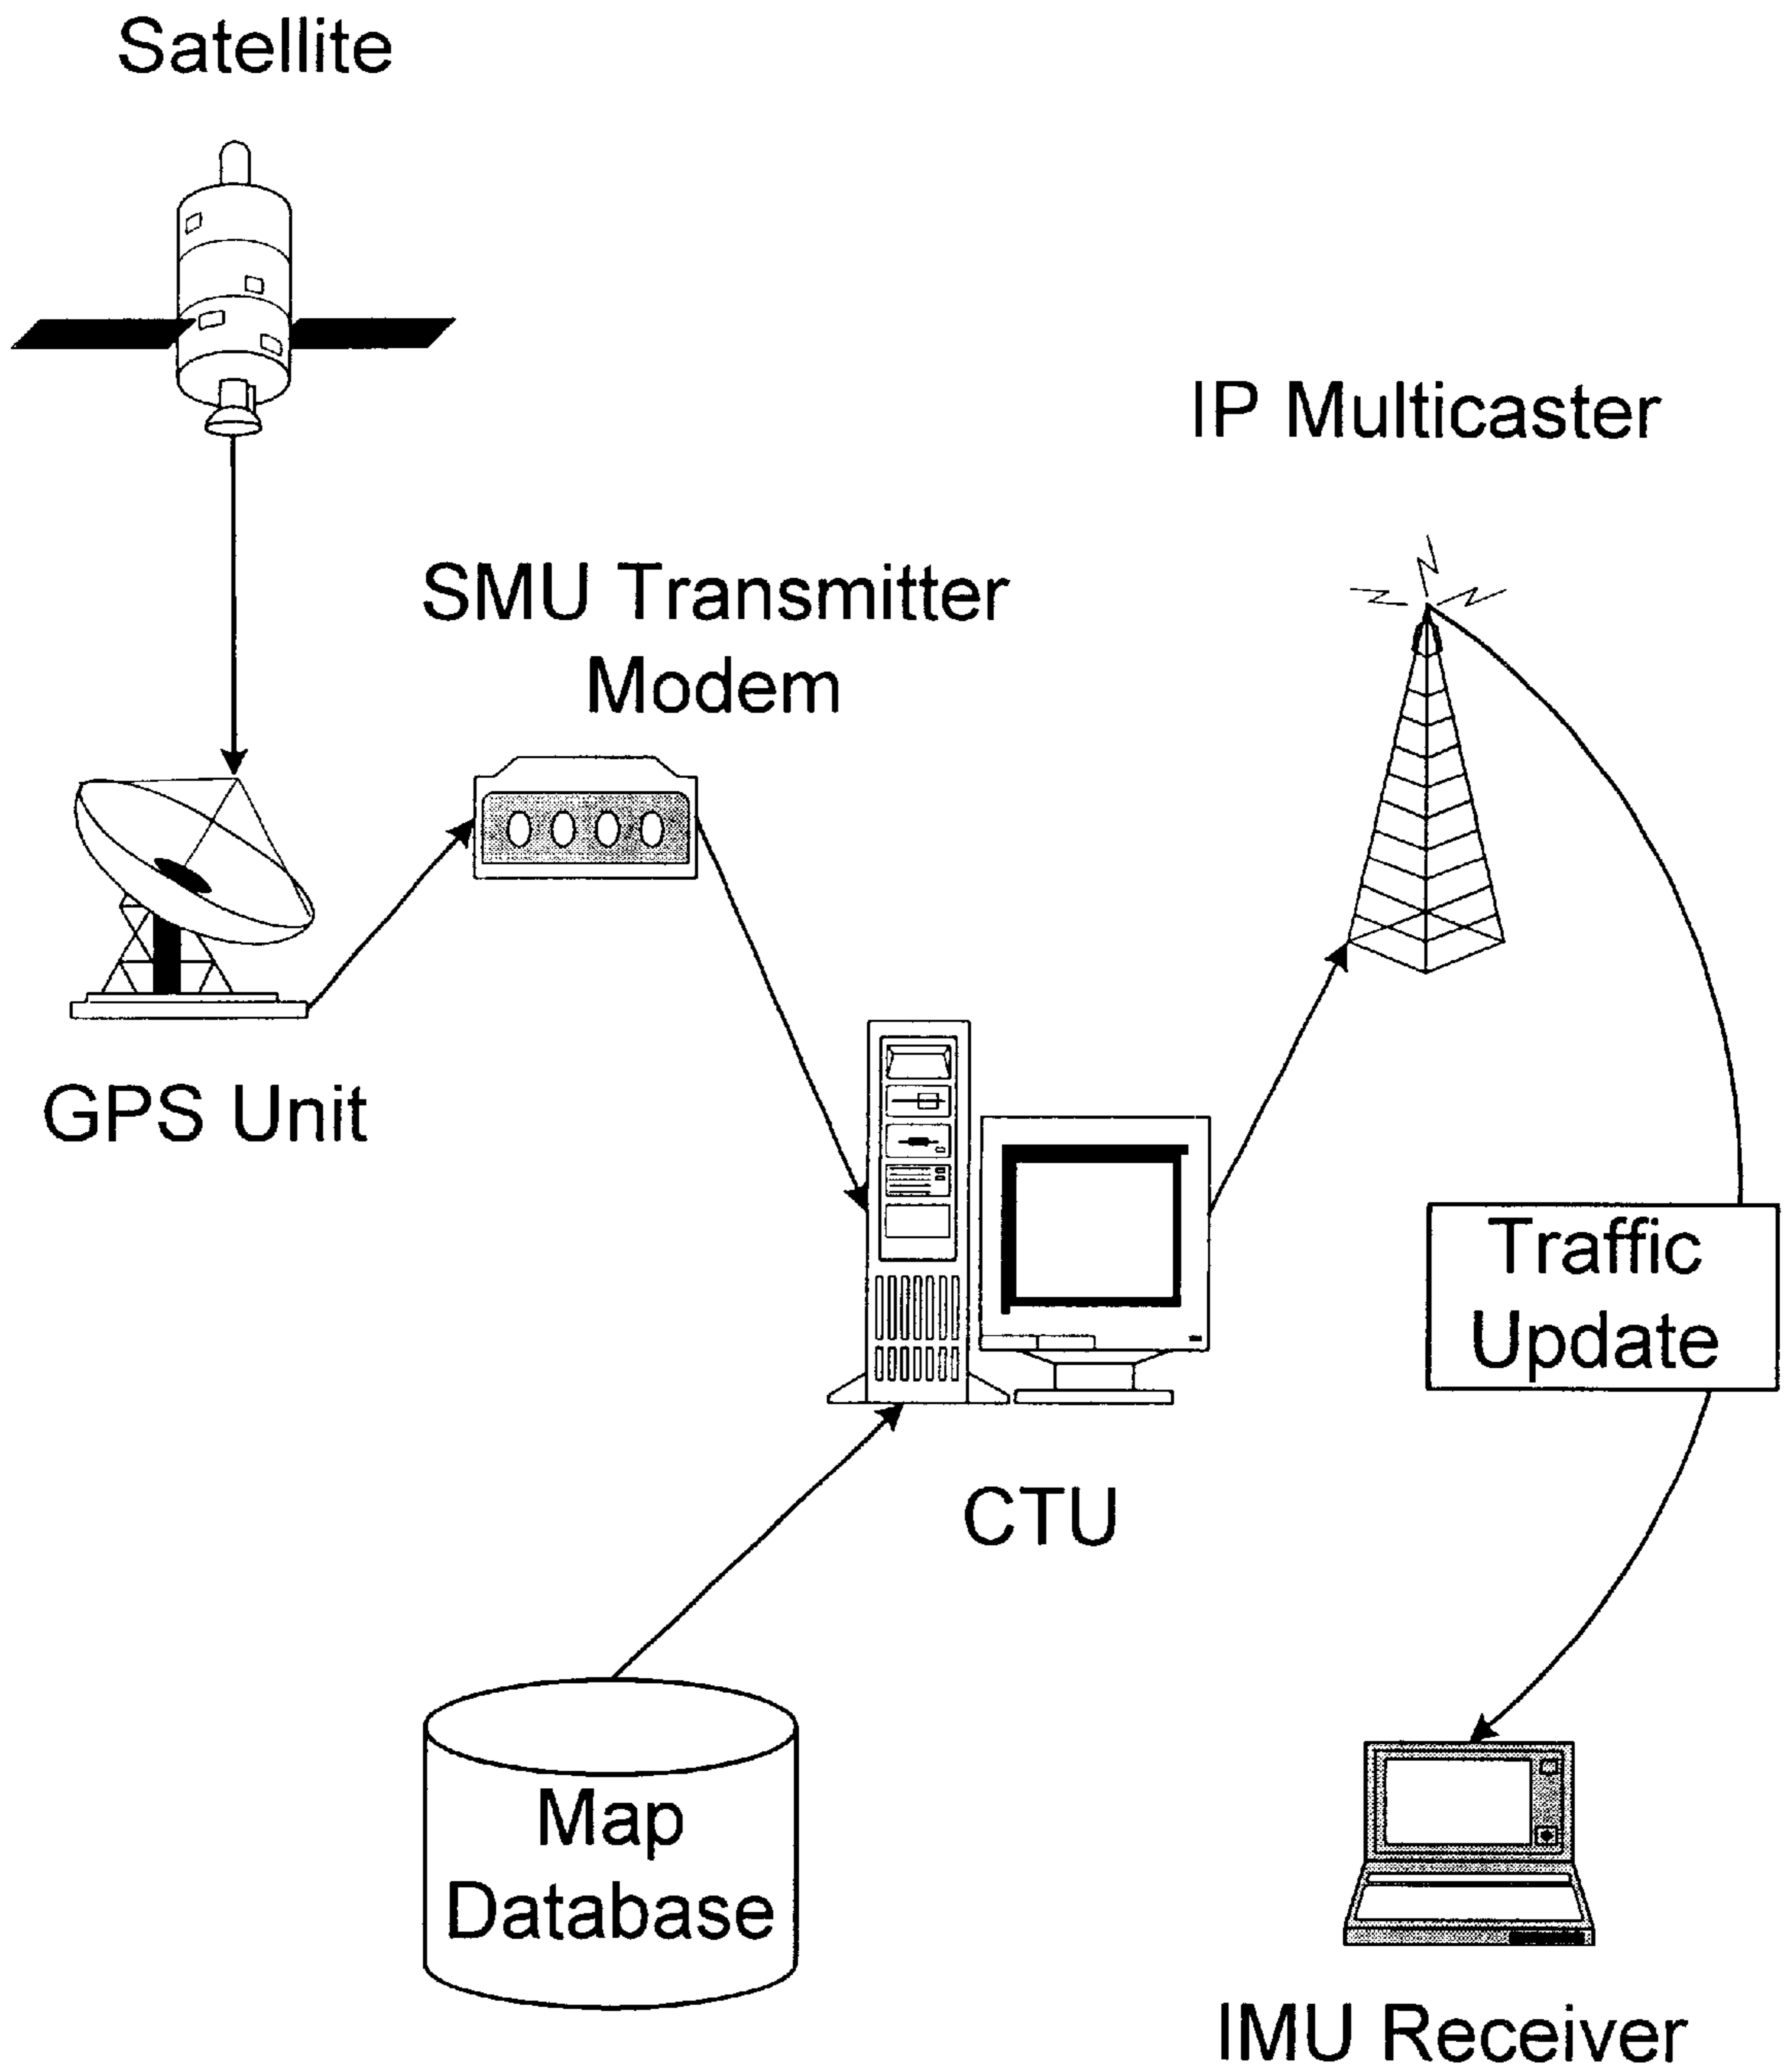 Satellite
IP Multicaster
SMU Transmitter
Modem
GPS Unit
Traffic
Update
CTU
Map
Database
IMU Receiver